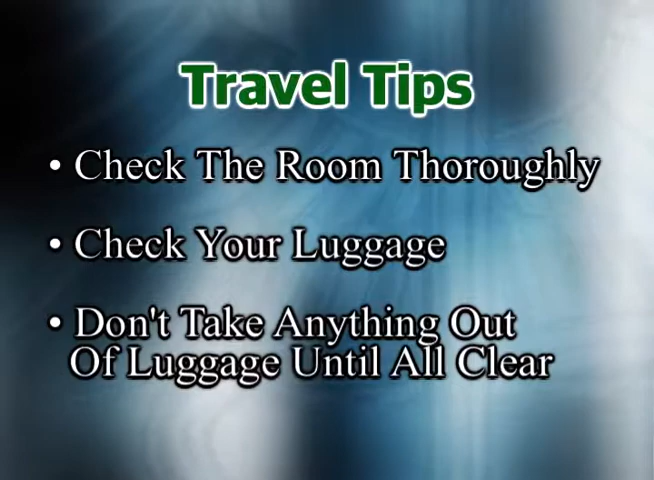 Travel Tips
• Check The Room Thoroughly
• Check Your Luggage
• Don't Take Anything Out
Of Luggage Until All Clear